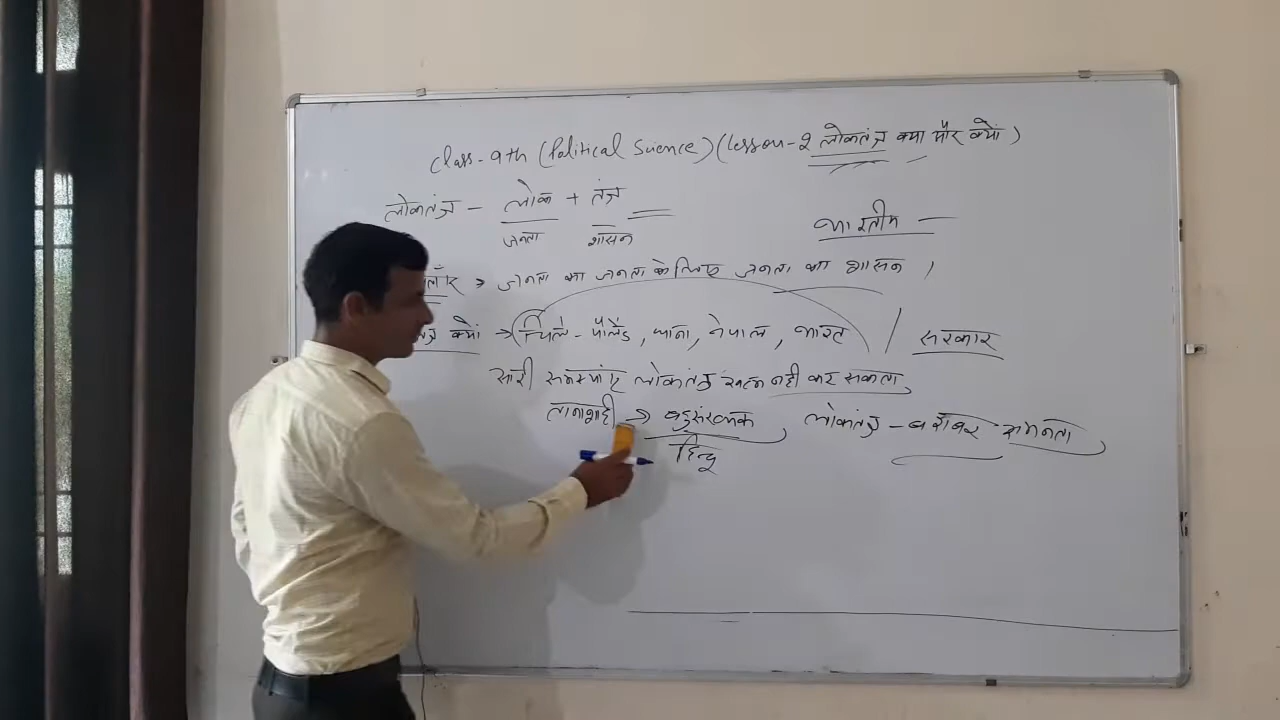 Class-9th (Political Science) (Lesson-2 लोकतंत्र क्या और क्यों)
लोकतंत्र - लोक + तंत्र
जनता शासन
भारतीय -
→ जनता का जनता के लिए जनता का शासन ।
क्यों → चिले - पोलैंड, घाना, नेपाल, भारत / सरकार
सारी समस्याएं लोकतंत्र खत्म नही कर सकता
तानाशाही → बहुसंख्यक लोकतंत्र - बराबर समानता
हिन्दू